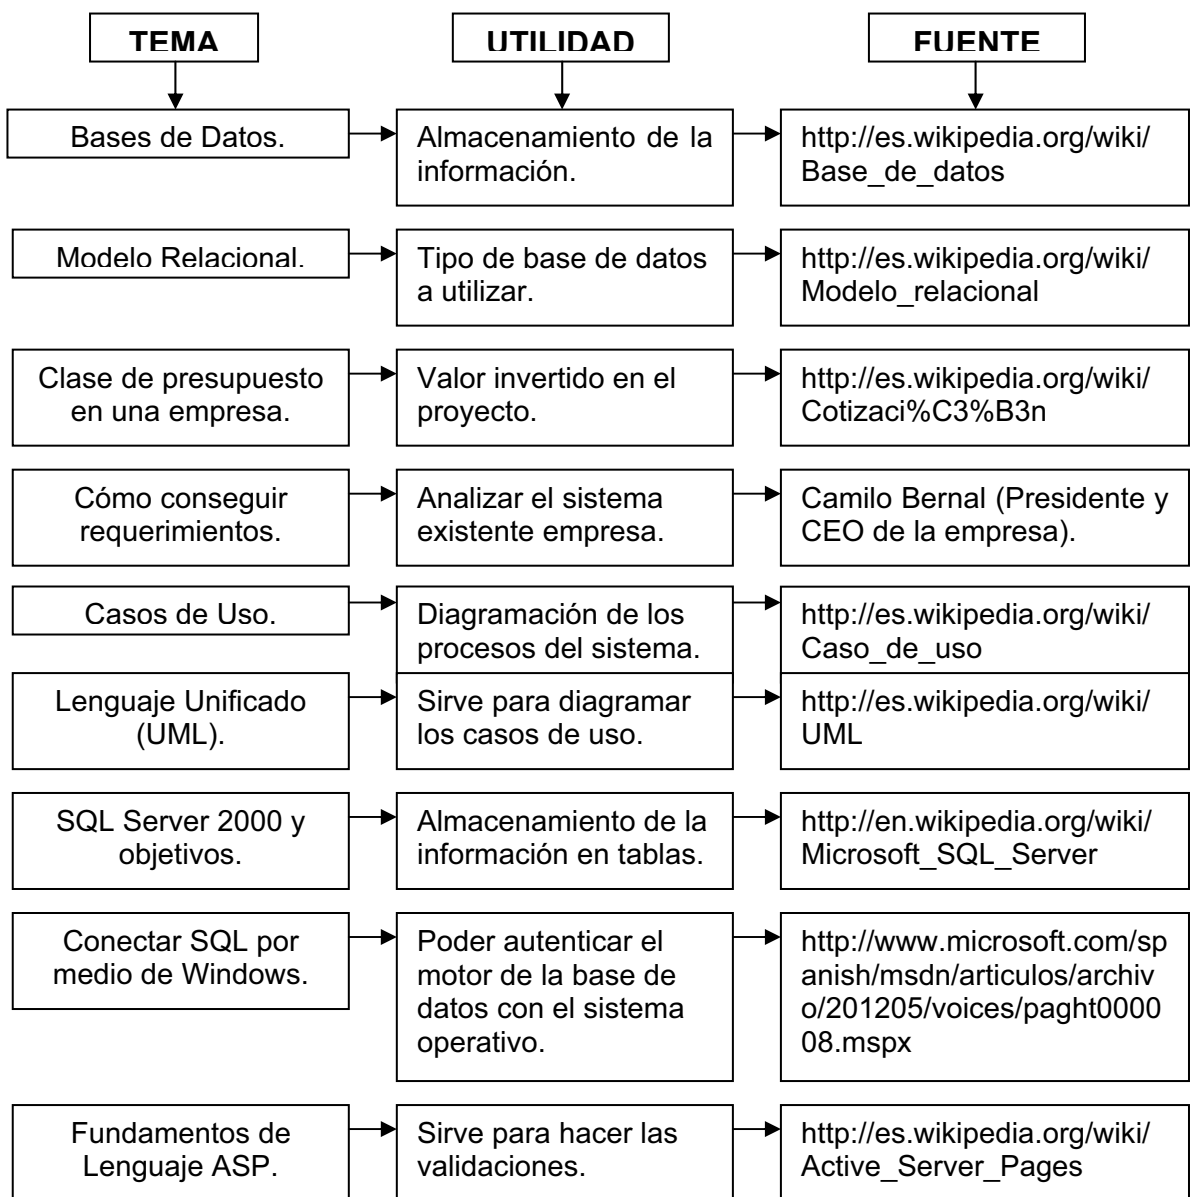 TEMA
UTILIDAD
FUENTE
Bases de Datos.
Almacenamiento de la
información.
http://es.wikipedia.org/wiki/
Base_de_datos
Modelo Relacional.
Tipo de base de datos
a utilizar.
http://es.wikipedia.org/wiki/
Modelo_relacional
Clase de presupuesto
en una empresa.
Valor invertido en el
proyecto.
http://es.wikipedia.org/wiki/
Cotizaci%C3%B3n
Cómo conseguir
requerimientos.
Analizar el sistema
existente empresa.
Camilo Bernal (Presidente y
CEO de la empresa).
Casos de Uso.
Diagramación de los
procesos del sistema.
http://es.wikipedia.org/wiki/
Caso_de_uso
Lenguaje Unificado
(UML).
Sirve para diagramar
los casos de uso.
http://es.wikipedia.org/wiki/
UML
SQL Server 2000 y
objetivos.
Almacenamiento de la
información en tablas.
http://en.wikipedia.org/wiki/
Microsoft_SQL_Server
Conectar SQL por
medio de Windows.
Poder autenticar el
motor de la base de
datos con el sistema
operativo.
http://www.microsoft.com/sp
anish/msdn/articulos/archiv
o/201205/voices/paght0000
08.mspx
Fundamentos de
Lenguaje ASP.
Sirve para hacer las
validaciones.
http://es.wikipedia.org/wiki/
Active_Server_Pages